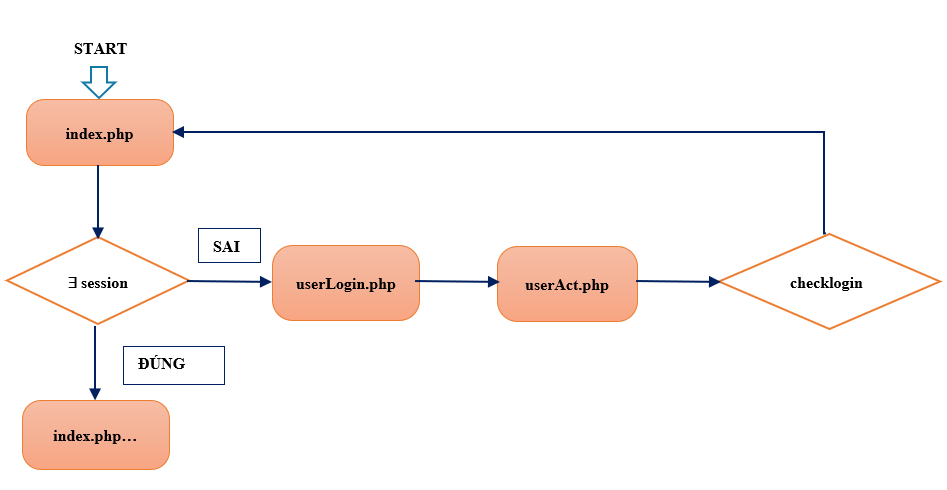 START
index.php
∃ session
SAI
userLogin.php
userAct.php
checklogin
ĐÚNG
index.php…